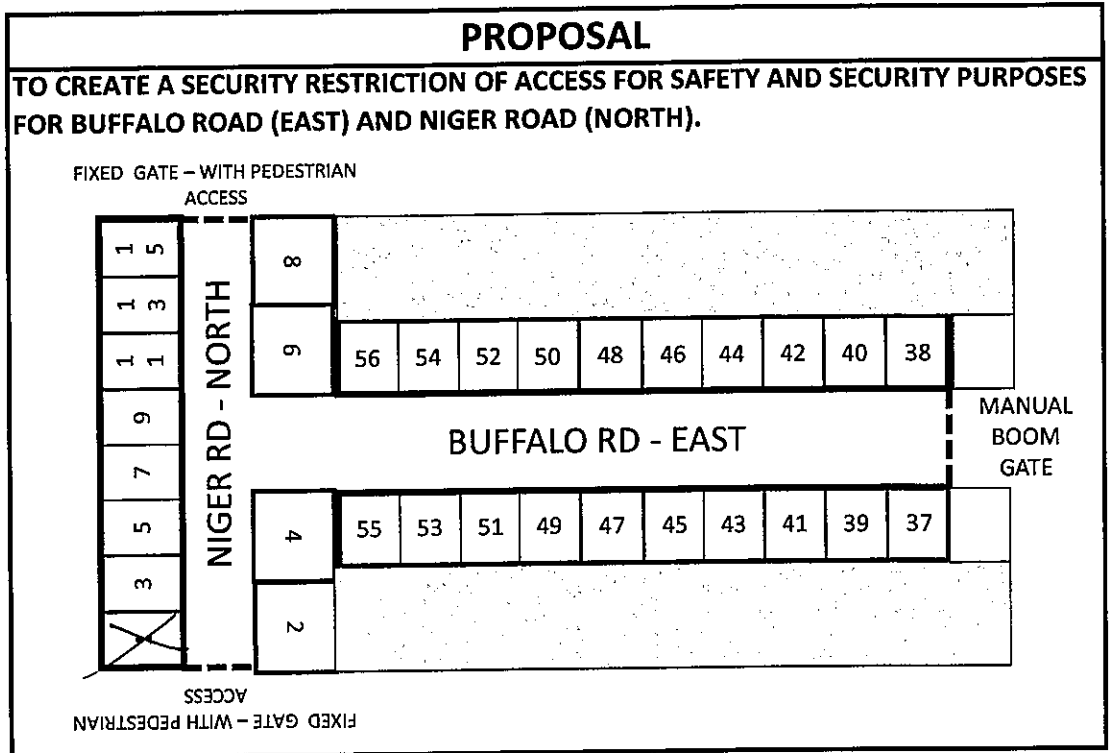 PROPOSAL
TO CREATE A SECURITY RESTRICTION OF ACCESS FOR SAFETY AND SECURITY PURPOSES
FOR BUFFALO ROAD (EAST) AND NIGER ROAD (NORTH).
FIXED GATE – WITH PEDESTRIAN
ACCESS
15
13
11
9
7
5
3
NIGER RD - NORTH
8
6
4
2
56 54 52 50 48 46 44 42 40 38
BUFFALO RD - EAST
MANUAL
BOOM
GATE
55 53 51 49 47 45 43 41 39 37
FIXED GATE – WITH PEDESTRIAN
ACCESS